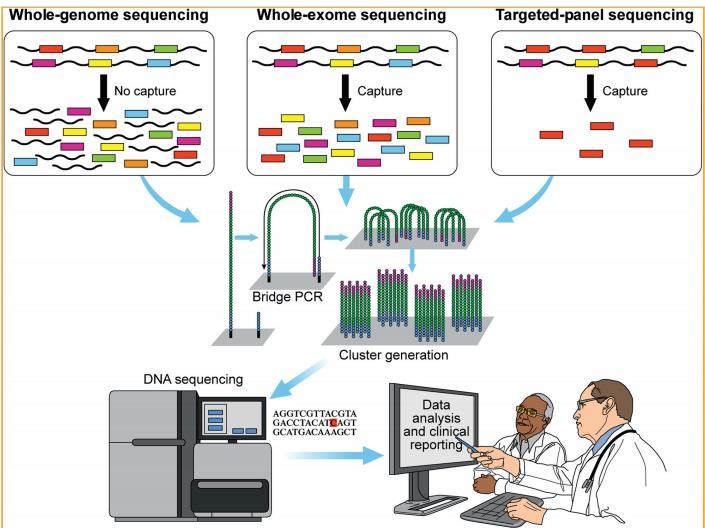 Whole-genome sequencing
Whole-exome sequencing
Targeted-panel sequencing
No capture
Capture
Capture
Bridge PCR
Cluster generation
DNA sequencing
AGGTCGTTACGTA
GACCTACATCAGT
GCATGACAAAGCT
Data
analysis
and clinical
reporting